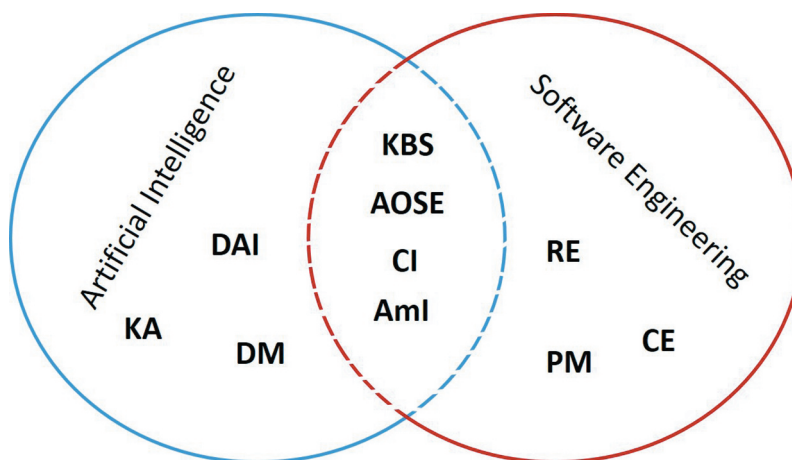 Artificial Intelligence
DAI
KA
DM
KBS
AOSE
CI
AmI
Software Engineering
RE
PM
CE